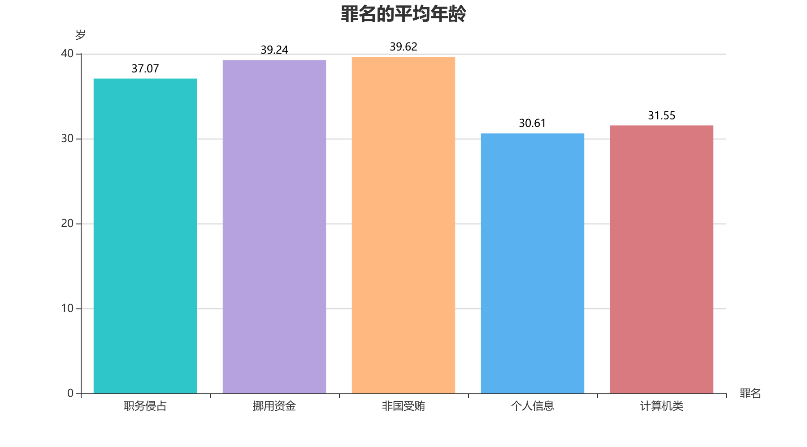 罪名的平均年龄
岁
40
30
20
10
0
37.07
39.24
39.62
30.61
31.55
职务侵占
挪用资金
非国受贿
个人信息
计算机类
罪名